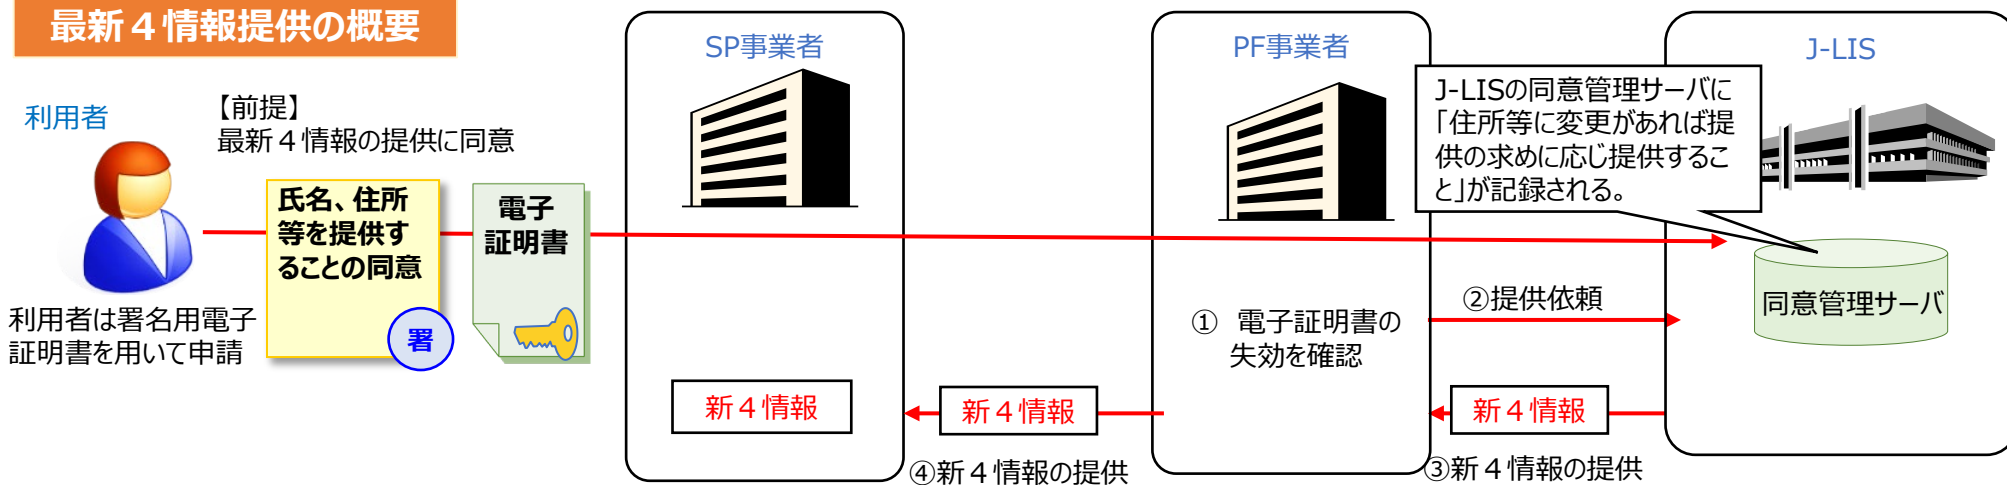 最新４情報提供の概要
利用者
【前提】
最新４情報の提供に同意
氏名、住所
等を提供す
ることの同意
署
電子
証明書
利用者は署名用電子
証明書を用いて申請
SP事業者
新４情報
PF事業者
① 電子証明書の
失効を確認
J-LIS
J-LISの同意管理サーバに
「住所等に変更があれば提
供の求めに応じ提供するこ
と」が記録される。
同意管理サーバ
②提供依頼
新４情報
③新４情報の提供
新４情報
④新４情報の提供